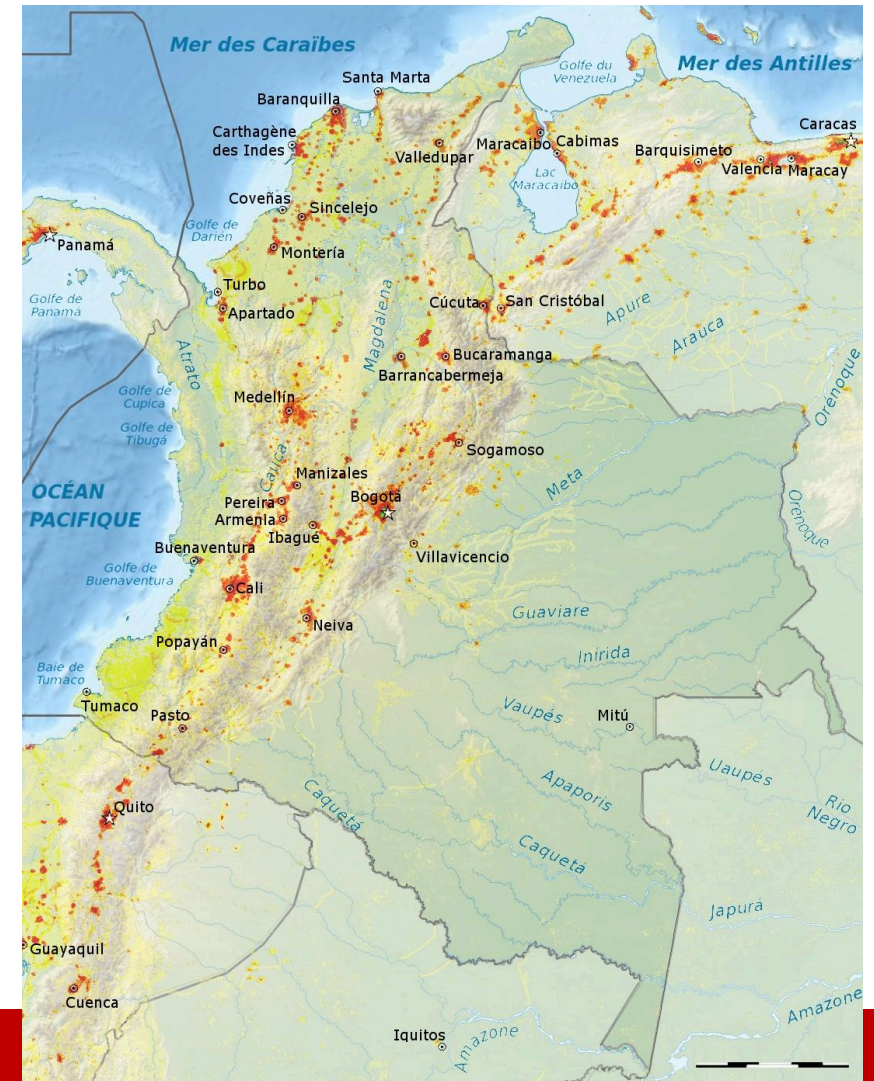 Mer des Caraïbes
Mer des Antilles
Golfe du
Venezuela
Santa Marta
Baranquilla
Caracas
Carthagène
des Indes
Maracaibo
Cabimas
Barquisimeto
Valledupar
Valencia
Maracay
Lac
Maracaibo
Coveñas
Sincelejo
Golfe de
Darién
Panamá
Montería
Turbo
Apartado
Golfe de
Panama
Magdalena
Cúcuta
San Cristóbal
Apure
Arauca
Orénoque
Atrato
Bucaramanga
Barrancabermeja
Golfe de
Cupica
Medellín
Golfe de
Tibugá
Sogamoso
Cauca
Manizales
Meta
OCÉAN
PACIFIQUE
Pereira
Bogotá
Orénoque
Armenia
Ibagué
Buenaventura
Villavicencio
Golfe de
Buenaventura
Cali
Guaviare
Neiva
Popayán
Inírida
Baie de
Tumaco
Tumaco
Pasto
Vaupés
Mitú
Uaupés
Apaporis
Quito
Caquetá
Rio
Negro
Caquetá
Japurá
Guayaquil
Cuenca
Iquitos
Amazone
Amazone